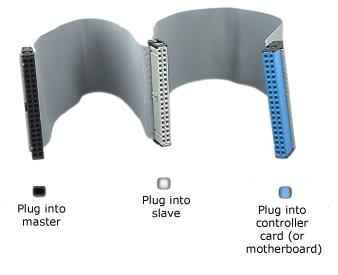 Plug into
master
Plug into
slave
Plug into
controller
card (or
motherboard)